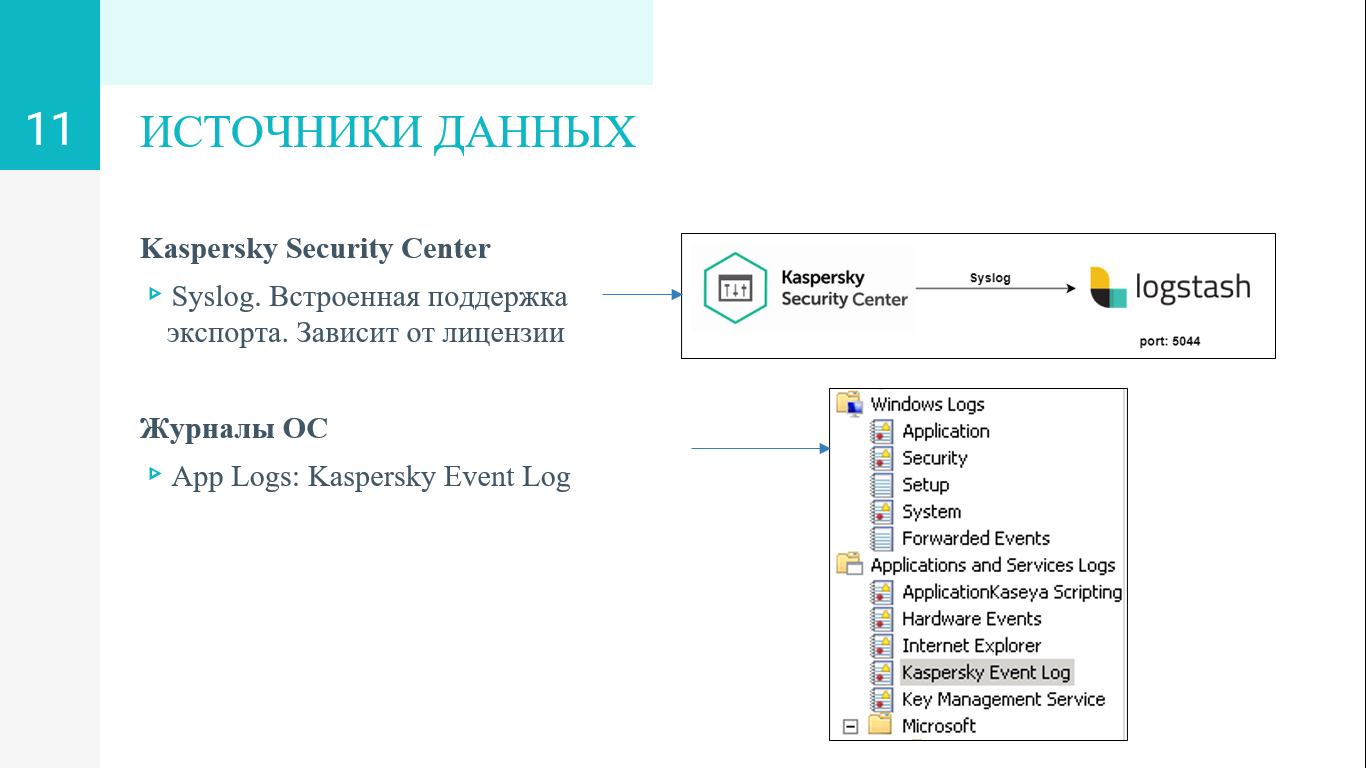 11
ИСТОЧНИКИ ДАННЫХ
Kaspersky Security Center
Syslog. Встроенная поддержка
экспорта. Зависит от лицензии
Kaspersky
Security Center
Syslog
logstash
port: 5044
Журналы ОС
App Logs: Kaspersky Event Log
Windows Logs
Application
Security
Setup
System
Forwarded Events
Applications and Services Logs
ApplicationKaseya Scripting
Hardware Events
Internet Explorer
Kaspersky Event Log
Key Management Service
Microsoft